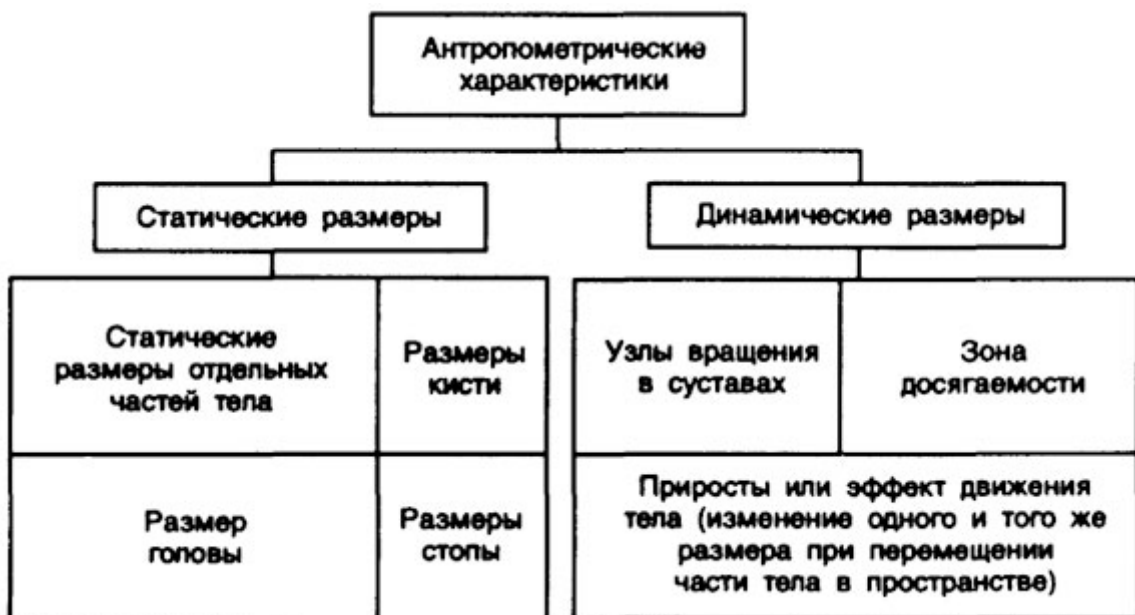 Антропометрические
характеристики
Статические размеры
Динамические размеры
Статические
размеры отдельных
частей тела
Размеры
кисти
Узлы вращения
в суставах
Зона
досягаемости
Размер
головы
Размеры
стопы
Приросты или эффект движения
тела (изменение одного и того же
размера при перемещении
части тела в пространстве)